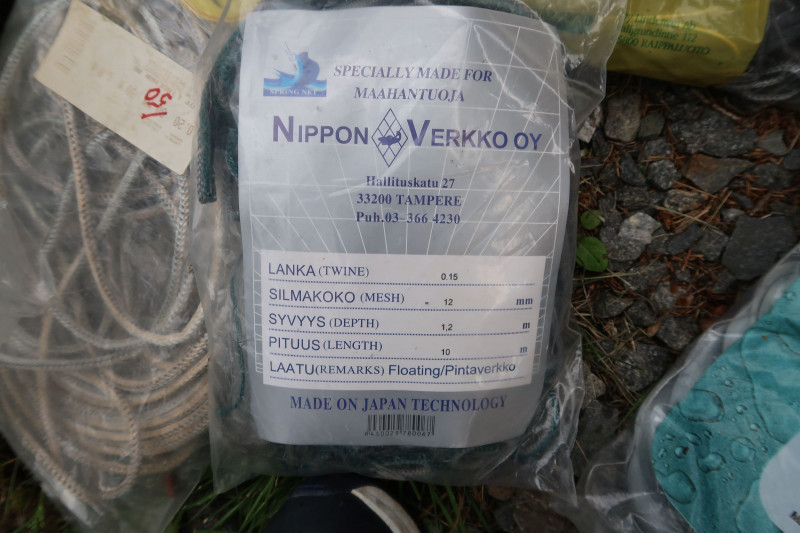 SPRING NET
SPECIALLY MADE FOR
MAAHANTUOJA
NIPPON VERKKO OY
Hallituskatu 27
33200 TAMPERE
Puh.03-366 4230
LANKA (TWINE) 0.15
SILMAKOKO (MESH) - 12 mm
SYVYYS (DEPTH) 1,2 m
PITUUS (LENGTH) 10 m
LAATU(REMARKS) Floating/Pintaverkko
MADE ON JAPAN TECHNOLOGY
RAIPPALUOTO